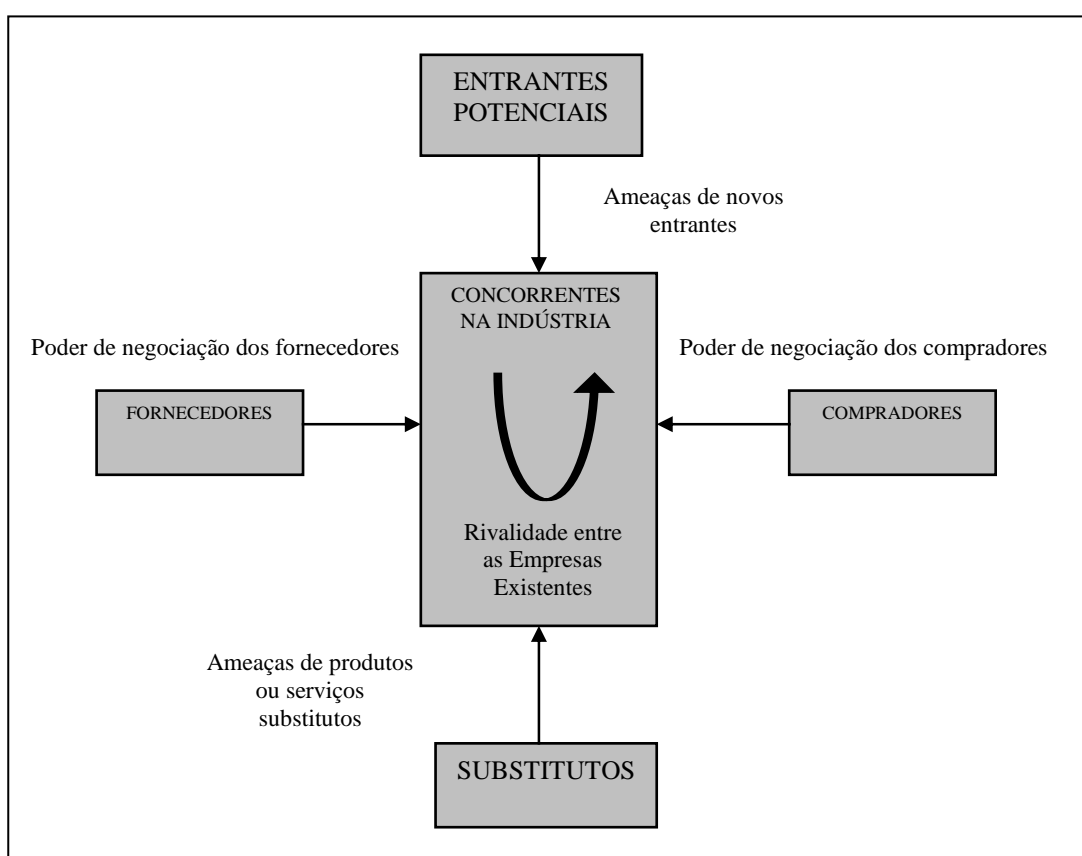 ENTRANTES
POTENCIAIS
Ameaças de novos
entrantes
CONCORRENTES
NA INDÚSTRIA
Poder de negociação dos fornecedores
Poder de negociação dos compradores
FORNECEDORES
COMPRADORES
Rivalidade entre
as Empresas
Existentes
Ameaças de produtos
ou serviços
substitutos
SUBSTITUTOS